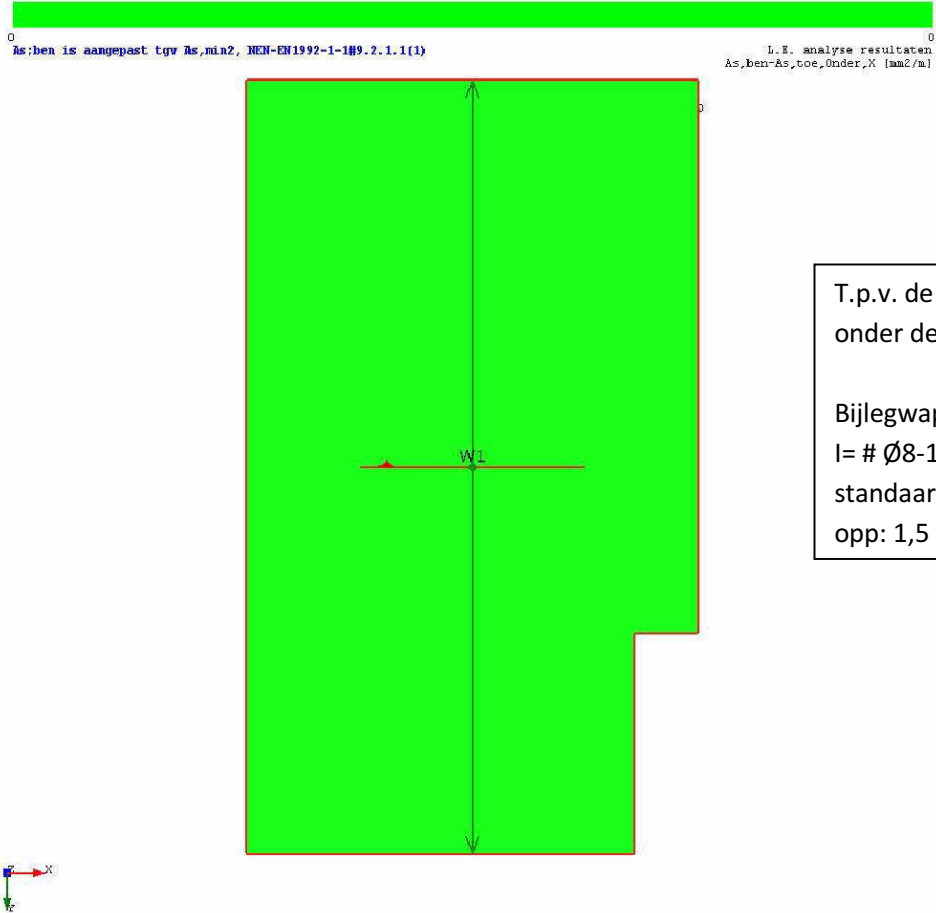 0
0
As;ben is aangepast tgv As,min2, NEN-EN1992-1-1#9.2.1.1(1)
L.E. analyse resultaten
As,ben-As,toe,Onder,X [mm2/m]
T.p.v. de
onder de
Bijlegwap
I= # Ø8-1
standaar
opp: 1,5
W1
X
Y